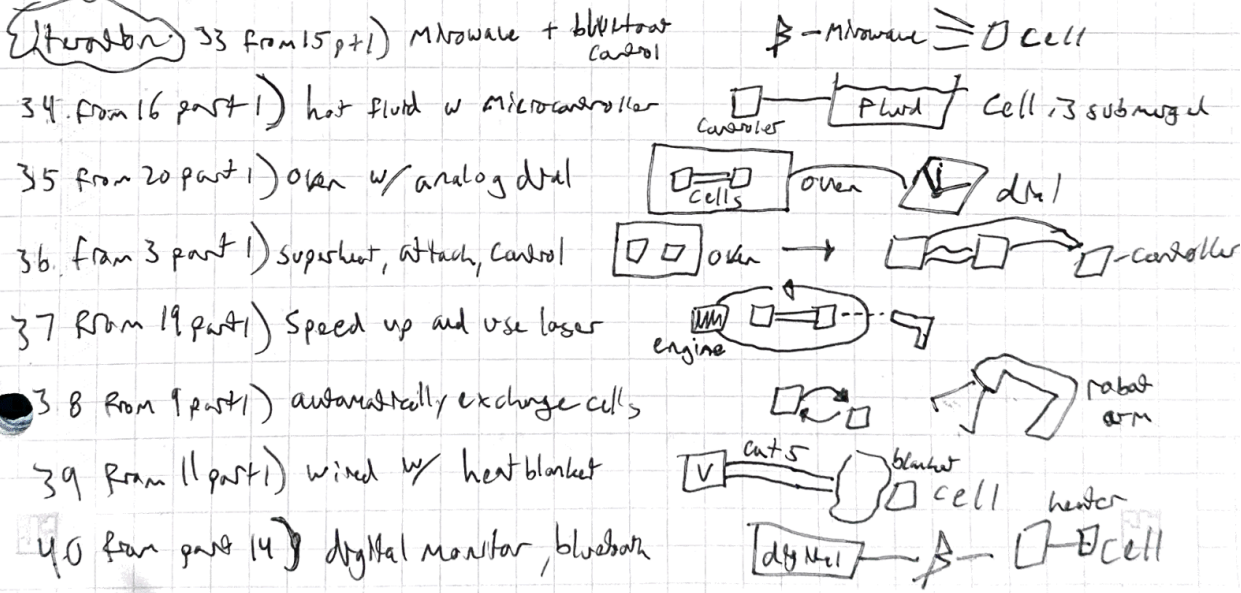 Iteration 33 from 15 pt 1) Microwave + bluetooth control B - Microwave cell
34. from 16 part 1) hot fluid w Microcontroller Controller Fluid Cell is submerged
35 from 20 part 1) oven w/ analog dial cells oven dial
36. from 3 part 1) superheat, attach, control oven controller
37 from 19 part 1) Speed up and use laser engine
38 from 9 part 1) automatically exchange cells robot arm
39 from 11 part 1) wired w/ heat blanket V cat 5 blanket cell
40 from part 14) digital monitor, bluetooth digital B heater cell